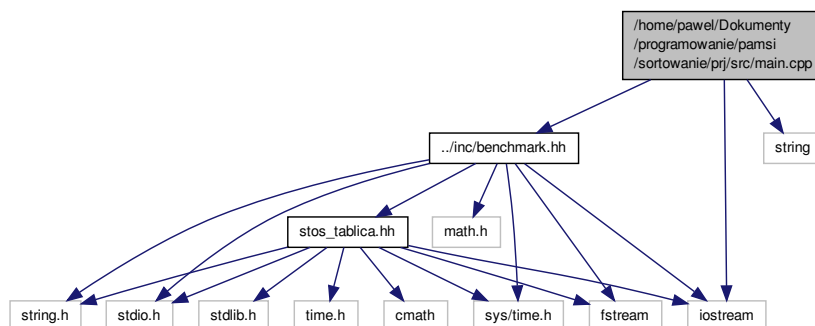 /home/pawel/Dokumenty
/programowanie/pamsi
/sortowanie/prj/src/main.cpp
../inc/benchmark.hh
string
stos_tablica.hh
math.h
string.h
stdio.h
stdlib.h
time.h
cmath
sys/time.h
fstream
iostream